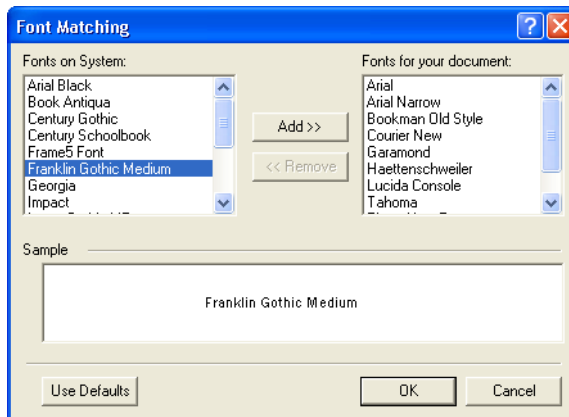 Font Matching
Fonts on System:
Arial Black
Book Antiqua
Century Gothic
Century Schoolbook
Frame5 Font
Franklin Gothic Medium
Georgia
Impact
Add >>
<< Remove
Fonts for your document:
Arial
Arial Narrow
Bookman Old Style
Courier New
Garamond
Haettenschweiler
Lucida Console
Tahoma
Sample
Franklin Gothic Medium
Use Defaults
OK
Cancel